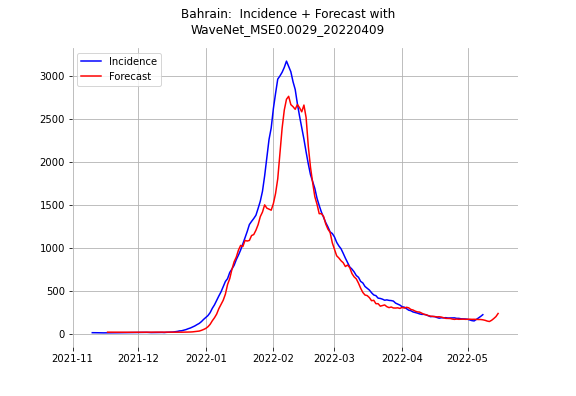 Bahrain:  Incidence + Forecast with
WaveNet_MSE0.0029_20220409
Incidence
Forecast
3000
2500
2000
1500
1000
500
0
2021-11 2021-12 2022-01 2022-02 2022-03 2022-04 2022-05